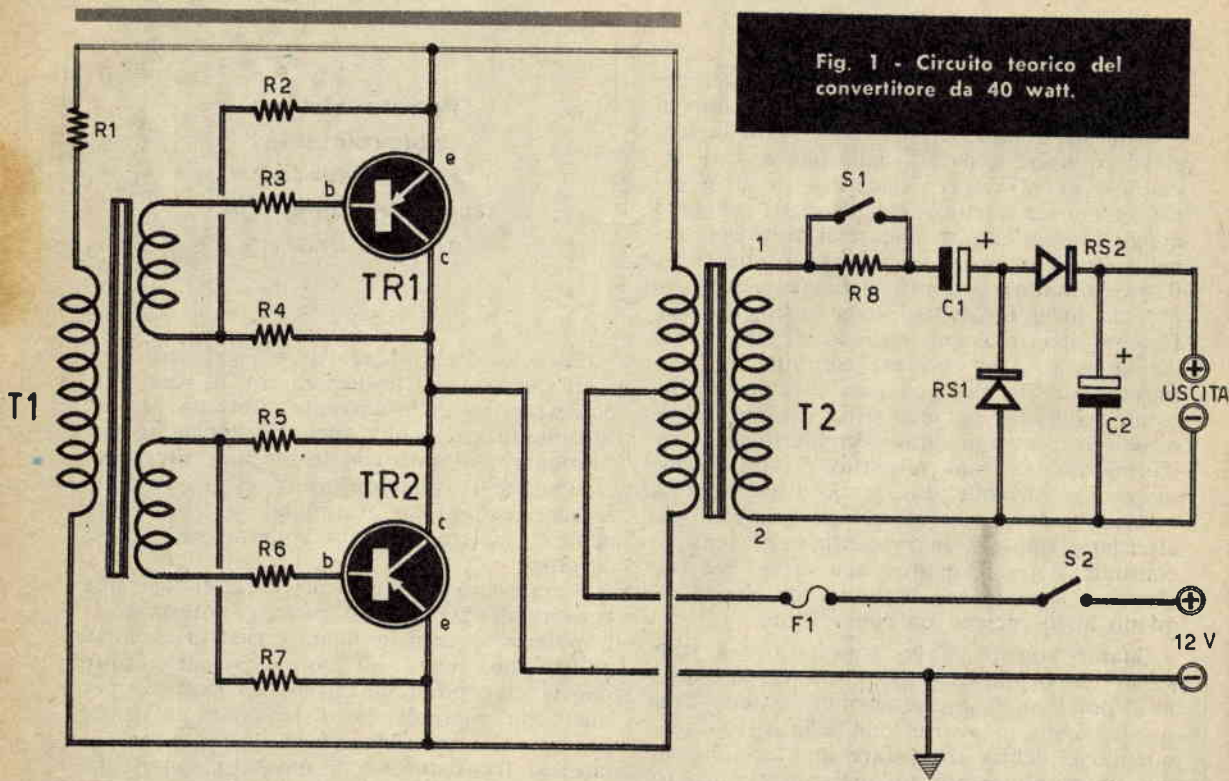 Fig. 1 - Circuito teorico del
convertitore da 40 watt.
R1
R2
R3
b
e
c
TR1
R4
T1
R5
TR2
c
R6
b
e
R7
T2
1
2
S1
R8
+
C1
RS2
RS1
+
C2
+
USCITA
−
F1
S2
+
12 V
−